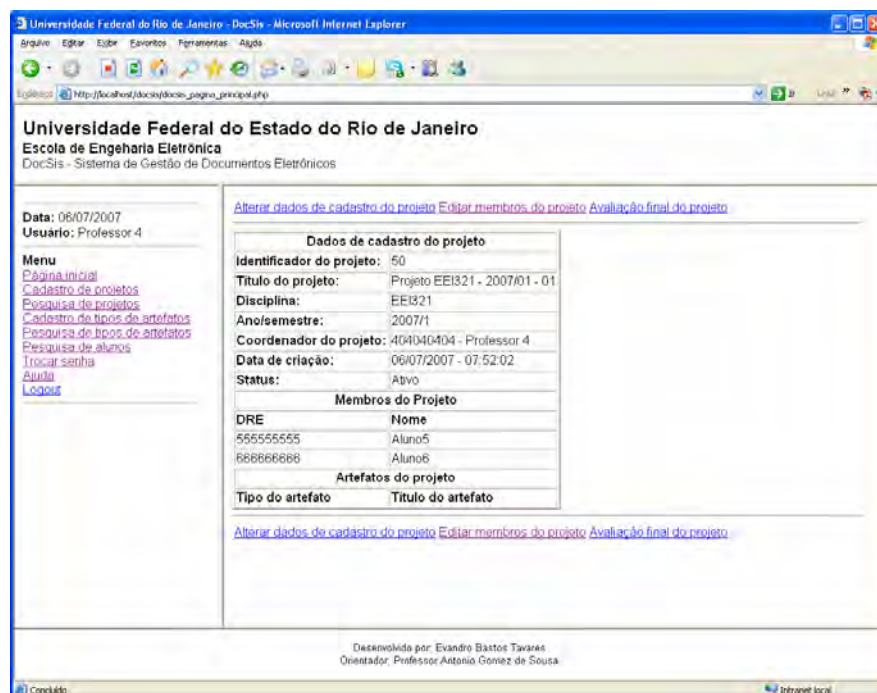 Universidade Federal do Rio de Janeiro - DocSis - Microsoft Internet Explorer
Arquivo Editar Exibir Favoritos Ferramentas Ajuda
Endereço http://localhost/docsis/docsis_pagina_principal.php
Universidade Federal do Estado do Rio de Janeiro
Escola de Engeharia Eletrônica
DocSis - Sistema de Gestão de Documentos Eletrônicos
Data: 06/07/2007
Usuário: Professor 4
Menu
Página inicial
Cadastro de projetos
Pesquisa de projetos
Cadastro de tipos de artefatos
Pesquisa de tipos de artefatos
Pesquisa de alunos
Trocar senha
Ajuda
Logout
Alterar dados de cadastro do projeto Editar membros do projeto Avaliação final do projeto
Dados de cadastro do projeto
Identificador do projeto: 50
Título do projeto: Projeto EEI321 - 2007/01 - 01
Disciplina: EEI321
Ano/semestre: 2007/1
Coordenador do projeto: 404040404 - Professor 4
Data de criação: 06/07/2007 - 07:52:02
Status: Ativo
Membros do Projeto
DRE Nome
555555555 Aluno5
666666666 Aluno6
Artefatos do projeto
Tipo do artefato Título do artefato
Alterar dados de cadastro do projeto Editar membros do projeto Avaliação final do projeto
Desenvolvido por: Evandro Bastos Tavares
Orientador: Professor Antonio Gomez de Sousa
Concluído Intranet local